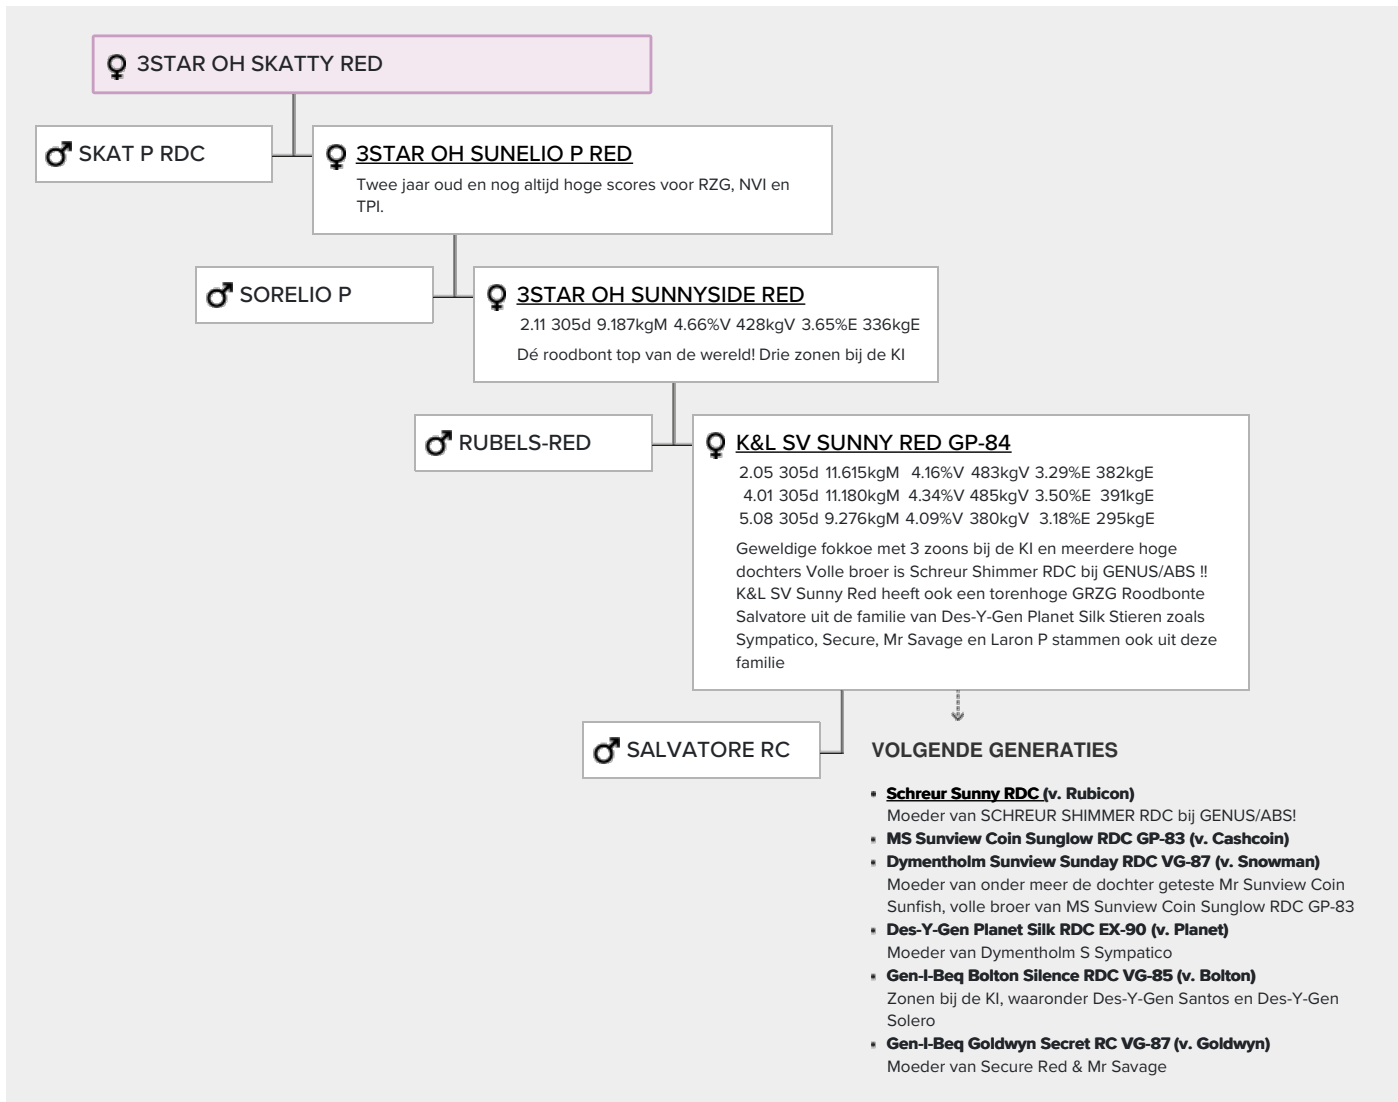 3STAR OH SKATTY RED
SKAT P RDC
3STAR OH SUNELIO P RED
Twee jaar oud en nog altijd hoge scores voor RZG, NVI en
TPI.
SORELIO P
3STAR OH SUNNYSIDE RED
2.11 305d 9.187kgM 4.66%V 428kgV 3.65%E 336kgE
Dé roodbont top van de wereld! Drie zonen bij de KI
RUBELS-RED
K&L SV SUNNY RED GP-84
2.05 305d 11.615kgM 4.16%V 483kgV 3.29%E 382kgE
4.01 305d 11.180kgM 4.34%V 485kgV 3.50%E 391kgE
5.08 305d 9.276kgM 4.09%V 380kgV 3.18%E 295kgE
Geweldige fokkoe met 3 zoons bij de KI en meerdere hoge
dochters Volle broer is Schreur Shimmer RDC bij GENUS/ABS !!
K&L SV Sunny Red heeft ook een torenhoge GRZG Roodbonte
Salvatore uit de familie van Des-Y-Gen Planet Silk Stieren zoals
Sympatico, Secure, Mr Savage en Laron P stammen ook uit deze
familie
SALVATORE RC
VOLGENDE GENERATIES
Schreur Sunny RDC (v. Rubicon)
Moeder van SCHREUR SHIMMER RDC bij GENUS/ABS!
MS Sunview Coin Sunglow RDC GP-83 (v. Cashcoin)
Dymentholm Sunview Sunday RDC VG-87 (v. Snowman)
Moeder van onder meer de dochter geteste Mr Sunview Coin
Sunfish, volle broer van MS Sunview Coin Sunglow RDC GP-83
Des-Y-Gen Planet Silk RDC EX-90 (v. Planet)
Moeder van Dymentholm S Sympatico
Gen-I-Beq Bolton Silence RDC VG-85 (v. Bolton)
Zonen bij de KI, waaronder Des-Y-Gen Santos en Des-Y-Gen
Solero
Gen-I-Beq Goldwyn Secret RC VG-87 (v. Goldwyn)
Moeder van Secure Red & Mr Savage